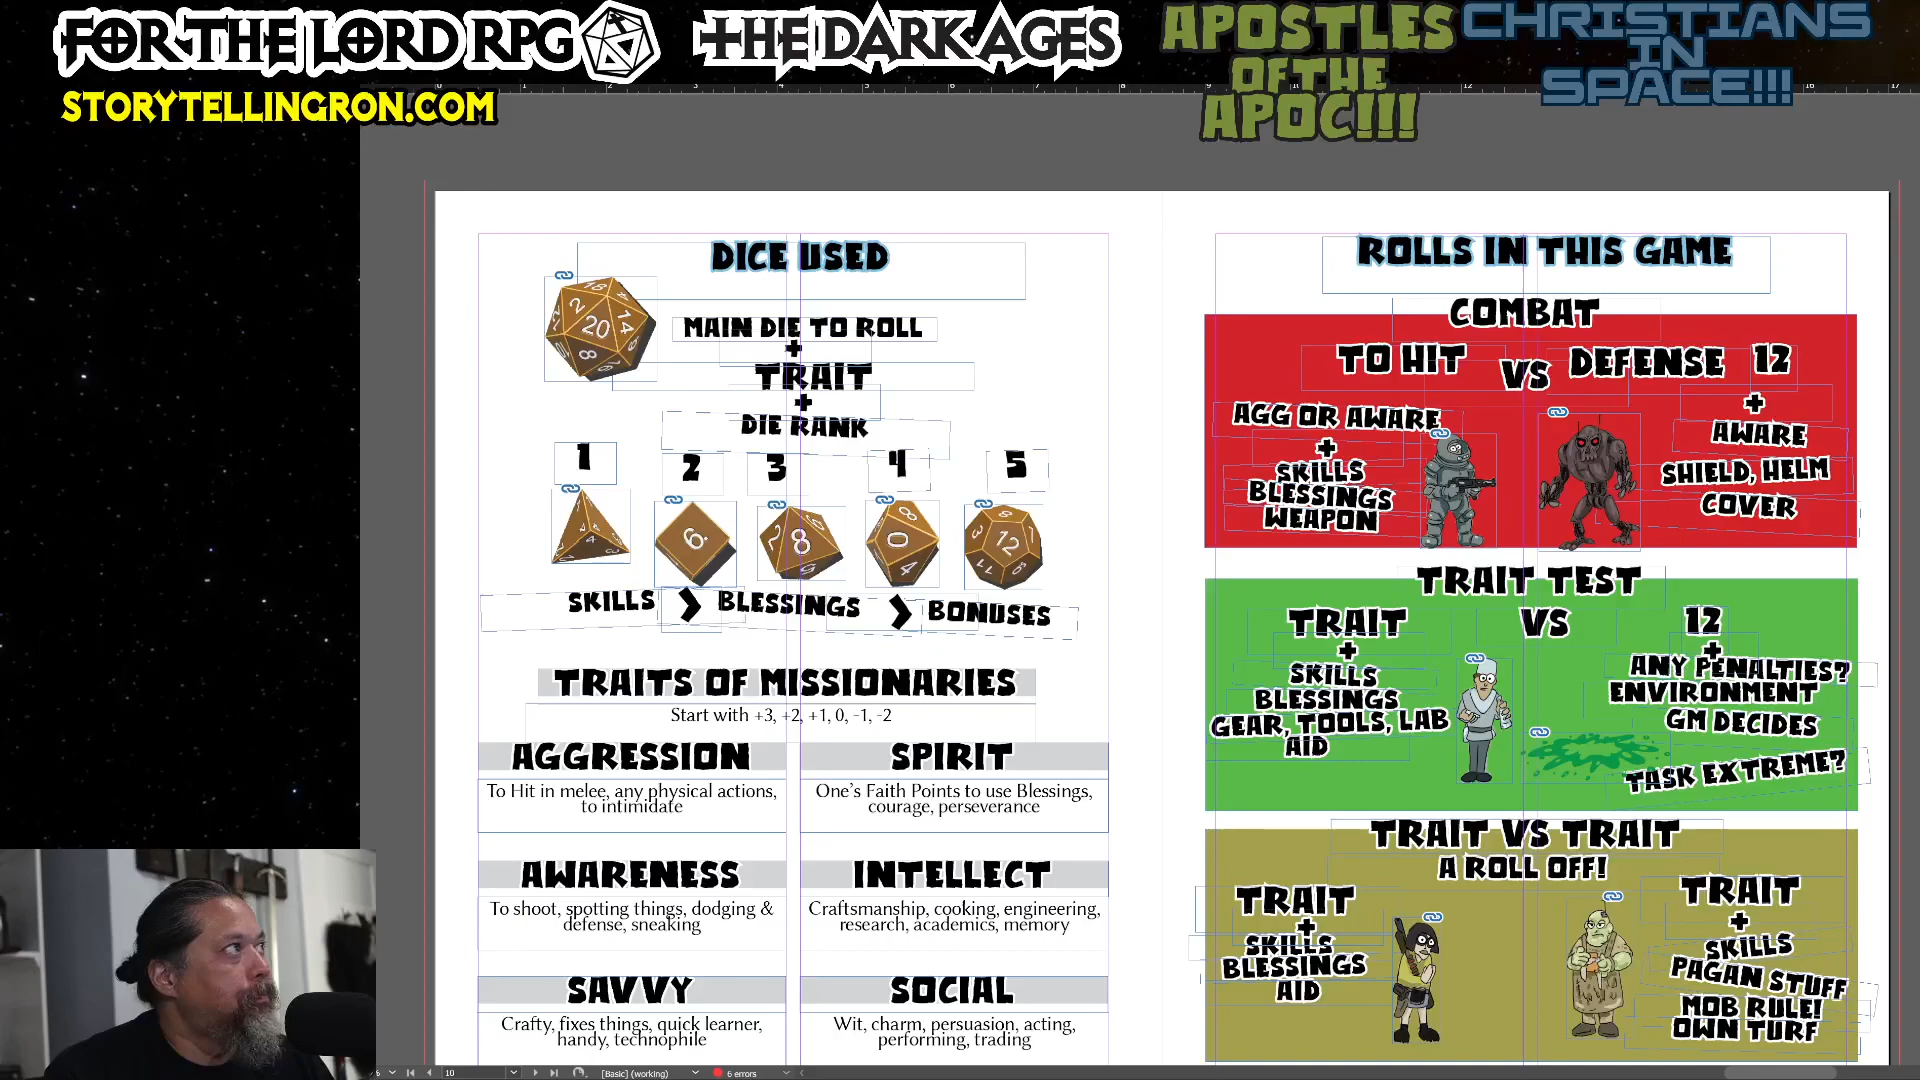 FOR THE LORD RPG
THE DARK AGES
APOSTLES
OF THE
APOC!!!
CHRISTIANS
IN
SPACE!!!
STORYTELLINGRON.COM
DICE USED
MAIN DIE TO ROLL
+
TRAIT
+
DIE RANK
1 2 3 4 5
SKILLS > BLESSINGS > BONUSES
TRAITS OF MISSIONARIES
Start with +3, +2, +1, 0, -1, -2
AGGRESSION
To Hit in melee, any physical actions,
to intimidate
SPIRIT
One's Faith Points to use Blessings,
courage, perseverance
AWARENESS
To shoot, spotting things, dodging &
defense, sneaking
INTELLECT
Craftsmanship, cooking, engineering,
research, academics, memory
SAVVY
Crafty, fixes things, quick learner,
handy, technophile
SOCIAL
Wit, charm, persuasion, acting,
performing, trading
ROLLS IN THIS GAME
COMBAT
TO HIT VS DEFENSE 12
AGG OR AWARE
+
SKILLS
BLESSINGS
WEAPON
+
AWARE
SHIELD, HELM
COVER
TRAIT TEST
TRAIT VS 12
+
SKILLS
BLESSINGS
GEAR, TOOLS, LAB
AID
+
ANY PENALTIES?
ENVIRONMENT
GM DECIDES
TASK EXTREME?
TRAIT VS TRAIT
A ROLL OFF!
TRAIT
+
SKILLS
BLESSINGS
AID
TRAIT
+
SKILLS
PAGAN STUFF
MOB RULE!
OWN TURF
10
[Basic] (working)
6 errors